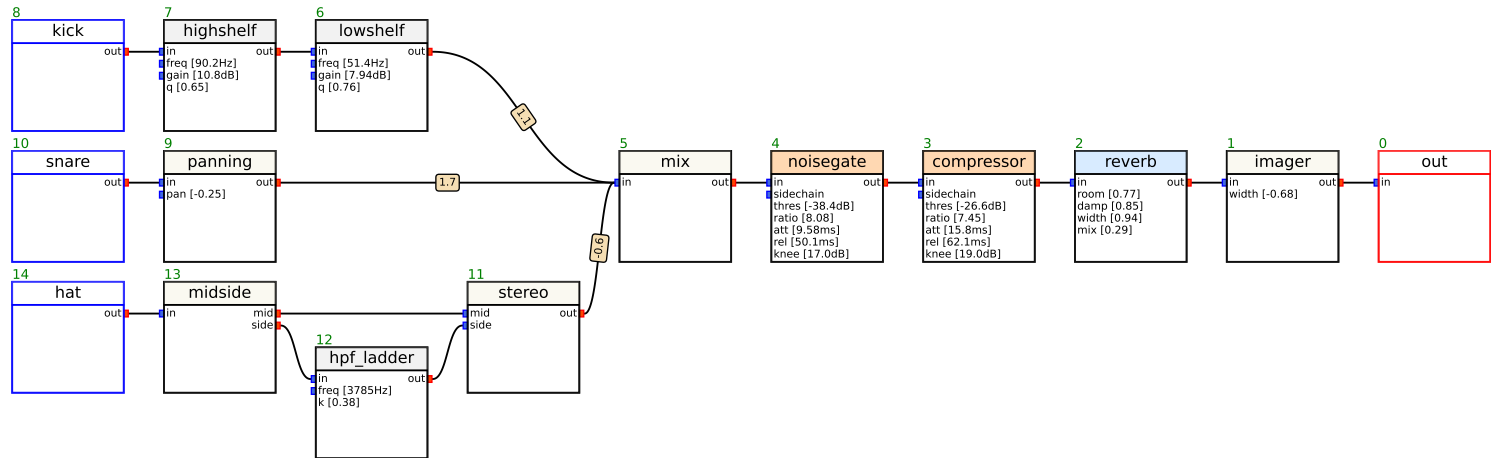 8
kick
out
7
highshelf
in out
freq [90.2Hz]
gain [10.8dB]
q [0.65]
6
lowshelf
in out
freq [51.4Hz]
gain [7.94dB]
q [0.76]
1.1
10
snare
out
9
panning
in out
pan [-0.25]
1.7
5
mix
in out
4
noisegate
in out
sidechain
thres [-38.4dB]
ratio [8.08]
att [9.58ms]
rel [50.1ms]
knee [17.0dB]
3
compressor
in out
sidechain
thres [-26.6dB]
ratio [7.45]
att [15.8ms]
rel [62.1ms]
knee [19.0dB]
2
reverb
in out
room [0.77]
damp [0.85]
width [0.94]
mix [0.29]
1
imager
in out
width [-0.68]
0
out
in
-0.6
14
hat
out
13
midside
in mid
side
12
hpf_ladder
in out
freq [3785Hz]
k [0.38]
11
stereo
mid out
side